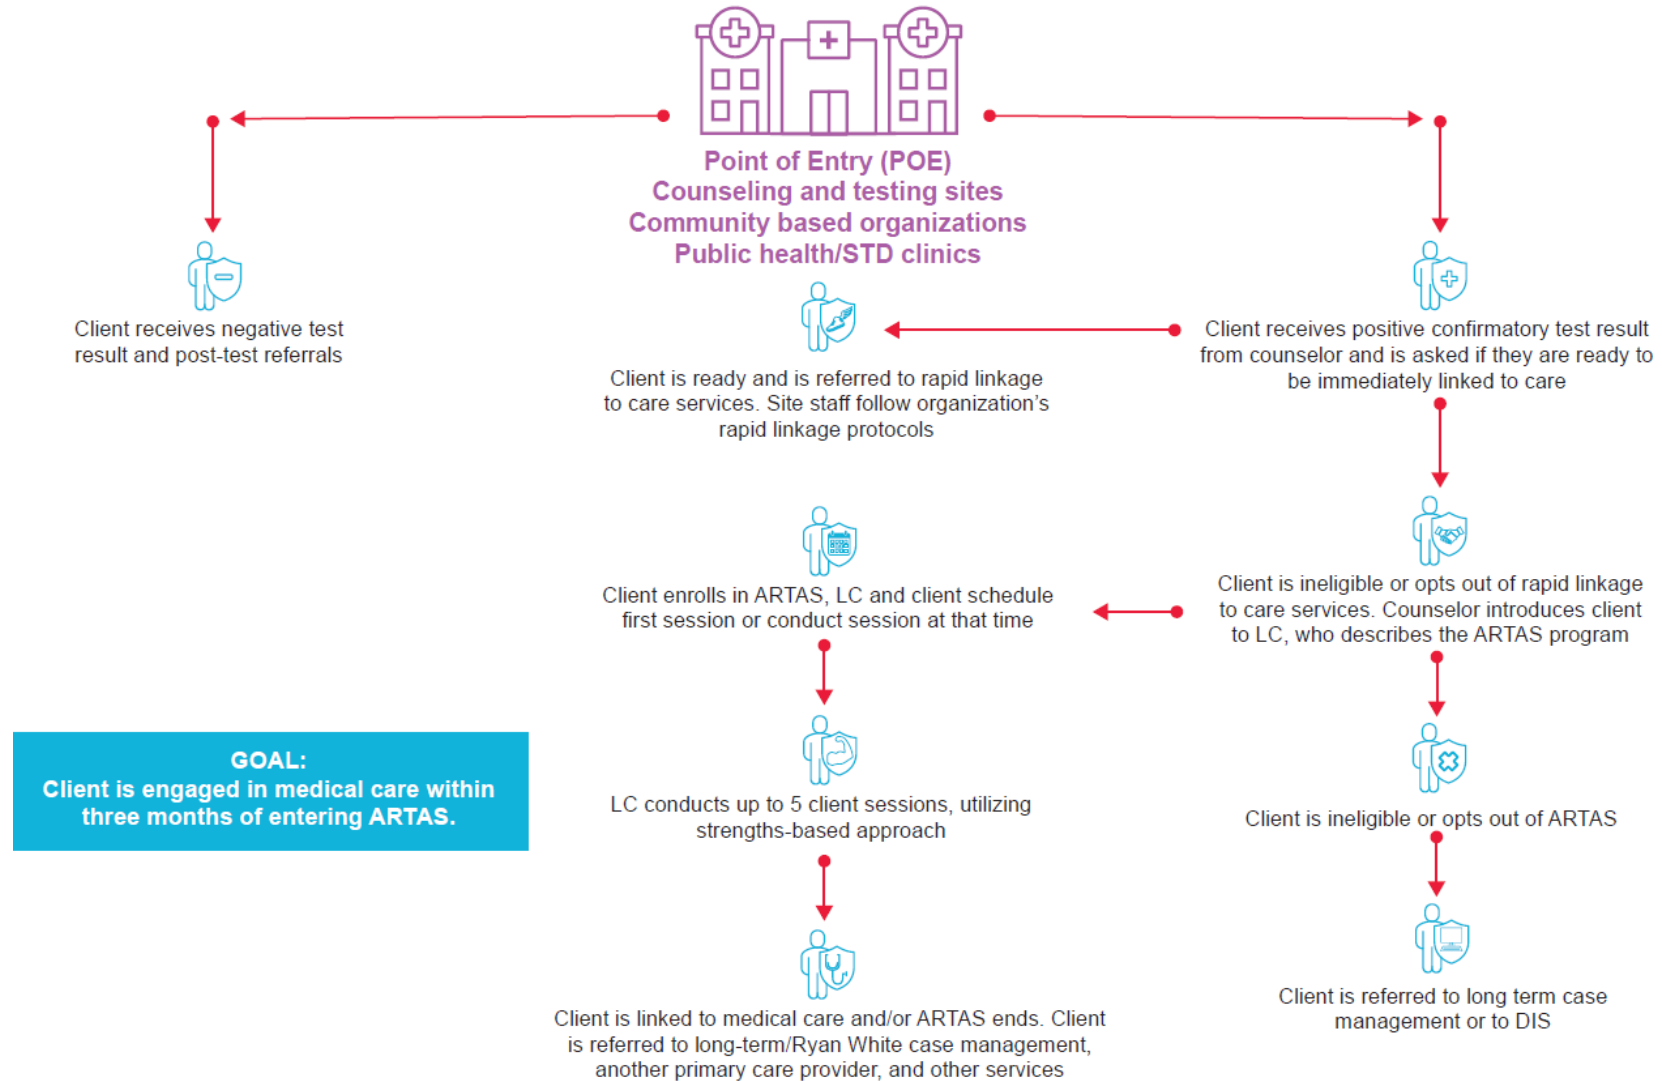 Point of Entry (POE)
Counseling and testing sites
Community based organizations
Public health/STD clinics
Client receives negative test
result and post-test referrals
Client receives positive confirmatory test result
from counselor and is asked if they are ready to
be immediately linked to care
Client is ready and is referred to rapid linkage
to care services. Site staff follow organization’s
rapid linkage protocols
Client is ineligible or opts out of rapid linkage
to care services. Counselor introduces client
to LC, who describes the ARTAS program
Client enrolls in ARTAS, LC and client schedule
first session or conduct session at that time
GOAL:
Client is engaged in medical care within
three months of entering ARTAS.
LC conducts up to 5 client sessions, utilizing
strengths-based approach
Client is ineligible or opts out of ARTAS
Client is referred to long term case
management or to DIS
Client is linked to medical care and/or ARTAS ends. Client
is referred to long-term/Ryan White case management,
another primary care provider, and other services